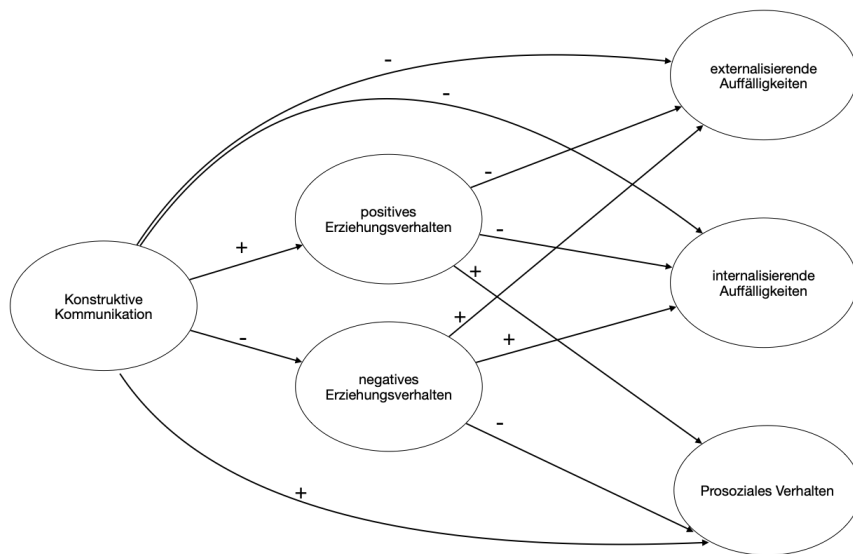 externalisierende
Auffälligkeiten
-
-
-
positives
Erziehungsverhalten
-
+
+
internalisierende
Auffälligkeiten
Konstruktive
Kommunikation
+
-
+
negatives
Erziehungsverhalten
-
Prosoziales Verhalten
+